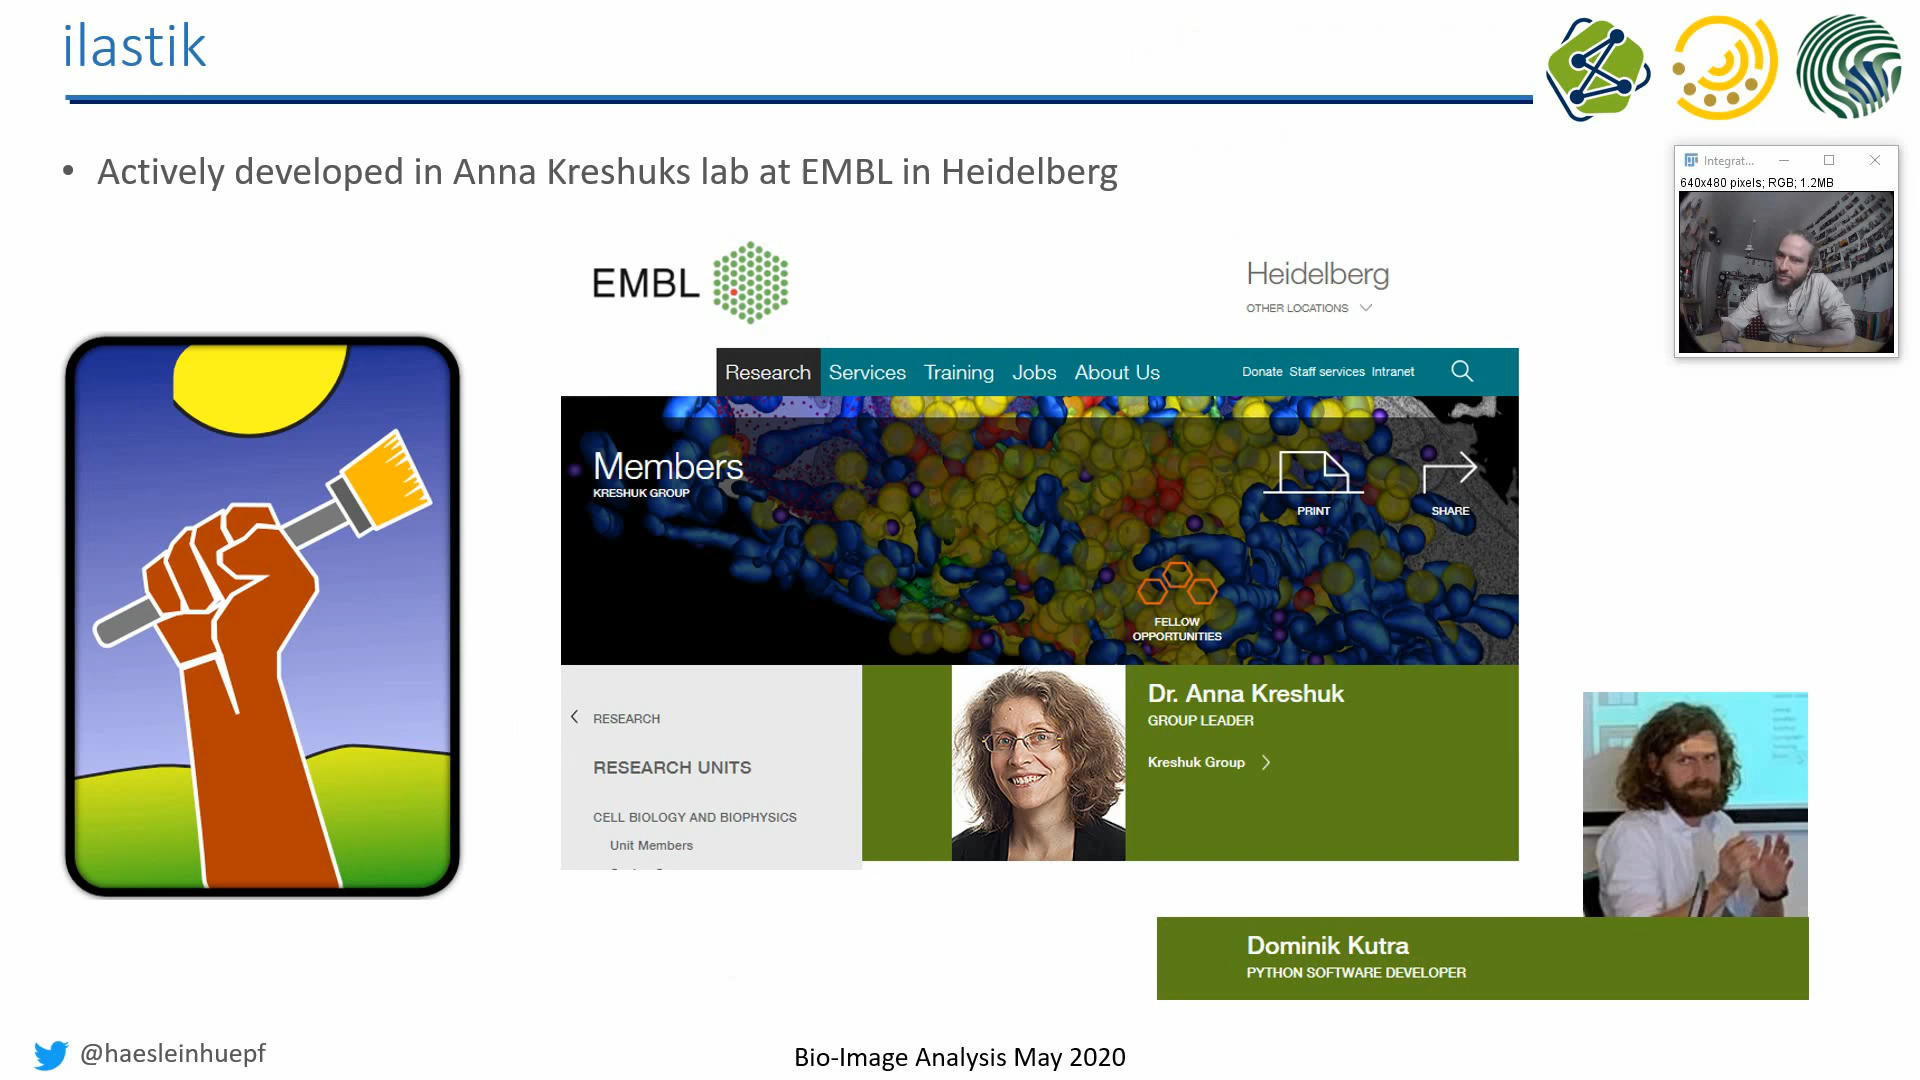 ilastik
• Actively developed in Anna Kreshuks lab at EMBL in Heidelberg
Integrat...
640x480 pixels; RGB; 1.2MB
EMBL
Heidelberg
OTHER LOCATIONS
Research Services Training Jobs About Us Donate Staff services Intranet
Members
KRESHUK GROUP
PRINT
SHARE
FELLOW
OPPORTUNITIES
RESEARCH
RESEARCH UNITS
CELL BIOLOGY AND BIOPHYSICS
Unit Members
Dr. Anna Kreshuk
GROUP LEADER
Kreshuk Group
Dominik Kutra
PYTHON SOFTWARE DEVELOPER
@haesleinhuepf
Bio-Image Analysis May 2020